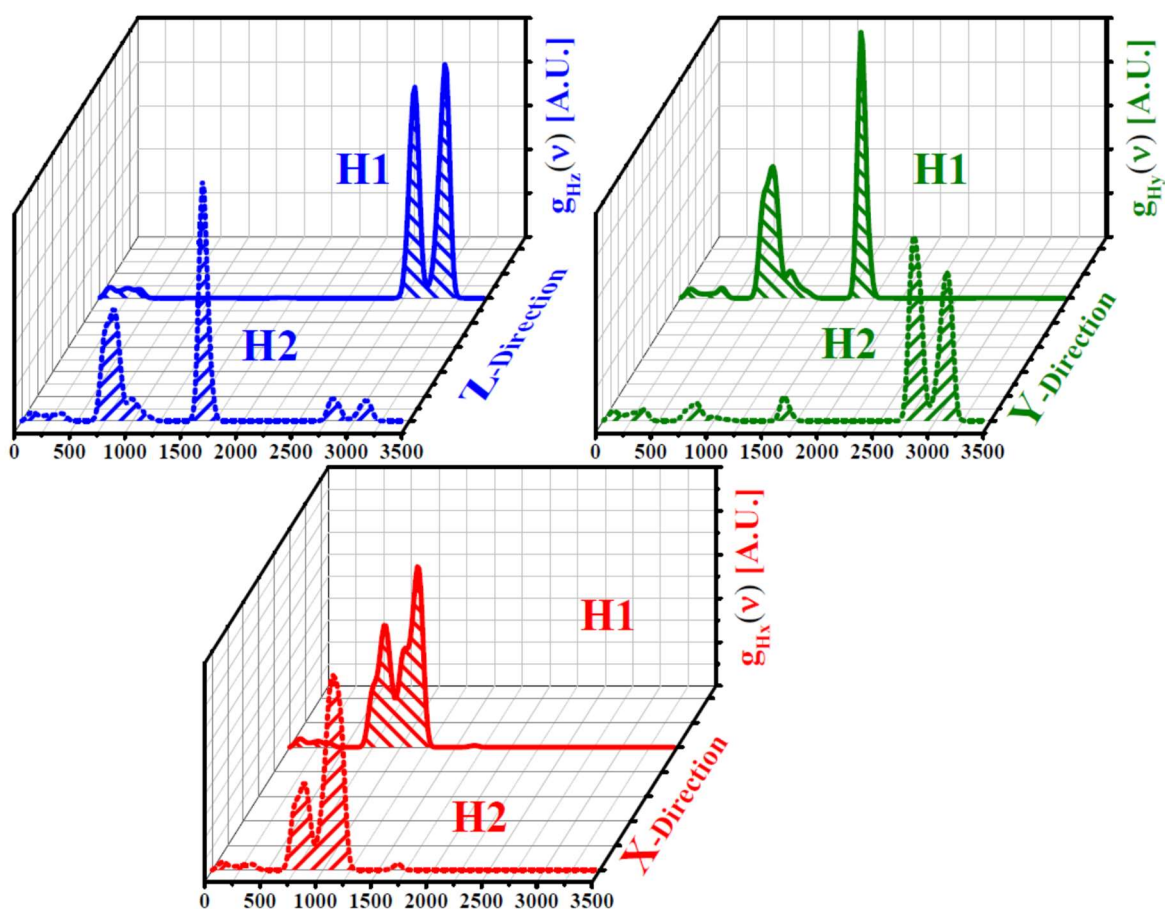 g_Hz(ν) [A.U.]
H1
H2
Z-Direction
0 500 1000 1500 2000 2500 3000 3500
g_Hy(ν) [A.U.]
H1
H2
Y-Direction
0 500 1000 1500 2000 2500 3000 3500
g_Hx(ν) [A.U.]
H1
H2
X-Direction
0 500 1000 1500 2000 2500 3000 3500